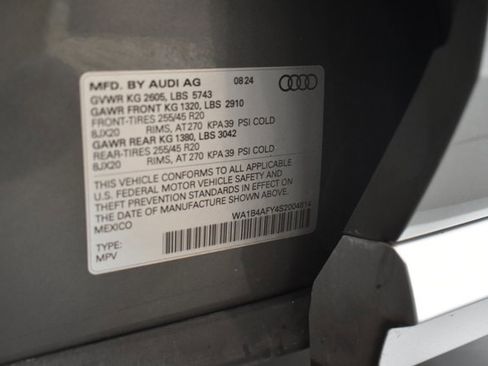 MFD. BY AUDI AG 08 24
GVWR KG 2605, LBS 5743
GAWR FRONT KG 1320, LBS 2910
FRONT-TIRES 255/45 R20
8JX20 RIMS, AT 270 KPA 39 PSI COLD
GAWR REAR KG 1380, LBS 3042
REAR-TIRES 255/45 R20
8JX20 RIMS, AT 270 KPA 39 PSI COLD
THIS VEHICLE CONFORMS TO ALL APPLICABLE
U.S. FEDERAL MOTOR VEHICLE SAFETY AND
THEFT PREVENTION STANDARDS IN EFFECT ON
THE DATE OF MANUFACTURE SHOWN ABOVE.
MEXICO WA1B4AFY4S2004814
TYPE:
MPV